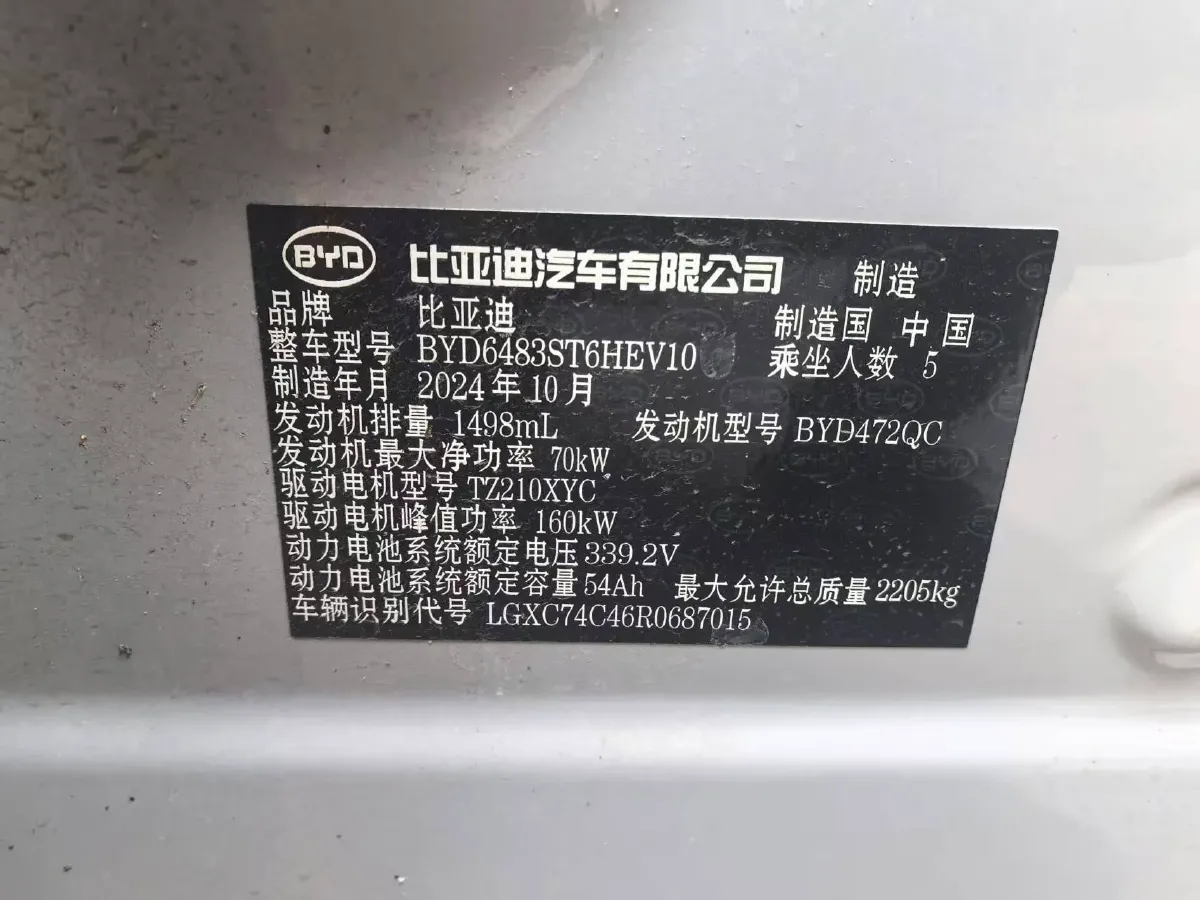 BYD 比亚迪汽车有限公司 制造
品牌 比亚迪 制造国 中国
整车型号 BYD6483ST6HEV10 乘坐人数 5
制造年月 2024年10月
发动机排量 1498mL 发动机型号 BYD472QC
发动机最大净功率 70kW
驱动电机型号 TZ210XYC
驱动电机峰值功率 160kW
动力电池系统额定电压 339.2V
动力电池系统额定容量 54Ah 最大允许总质量 2205kg
车辆识别代号 LGXC74C46R0687015